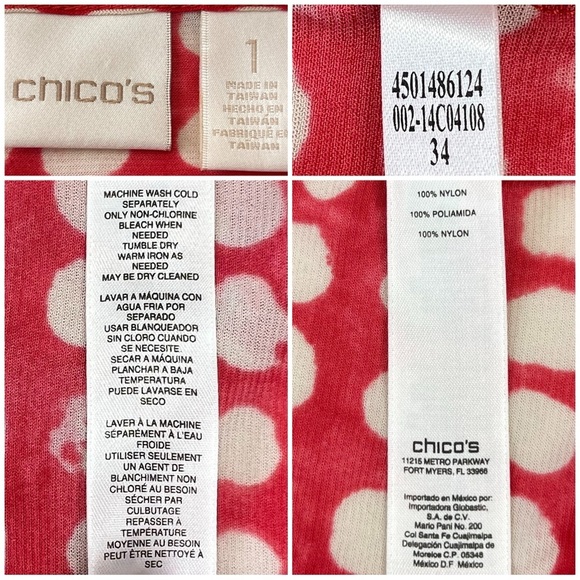 chico's
1
MADE IN
TAIWAN
HECHO EN
TAIWÁN
FABRIQUÉ E
TAÏWAN
4501486124
002-14C04108
34
MACHINE WASH COLD
SEPARATELY
ONLY NON-CHLORINE
BLEACH WHEN
NEEDED
TUMBLE DRY
WARM IRON AS
NEEDED
MAY BE DRY CLEANED
LAVAR A MÁQUINA CON
AGUA FRIA POR
SEPARADO
USAR BLANQUEADOR
SIN CLORO CUANDO
SE NECESITE.
SECAR A MÁQUINA
PLANCHAR A BAJA
TEMPERATURA
PUEDE LAVARSE EN
SECO
LAVER À LA MACHINE
SÉPARÉMENT À L'EAU
FROIDE
UTILISER SEULEMENT
UN AGENT DE
BLANCHIMENT NON
CHLORÉ AU BESOIN
SÉCHER PAR
CULBUTAGE
REPASSER À
TEMPÉRATURE
MOYENNE AU BESOIN
PEUT ÊTRE NETTOYÉ À
SEC
100% NYLON
100% POLIAMIDA
100% NYLON
chico's
11215 METRO PARKWAY
FORT MYERS, FL 33966
Importado en México por:
Importadora Globastic,
S.A. de C.V.
Mario Pani No. 200
Col Santa Fe Cuajimalpa
Delegación Cuajimalpa de
Morelos C.P. 05348
México D.F México